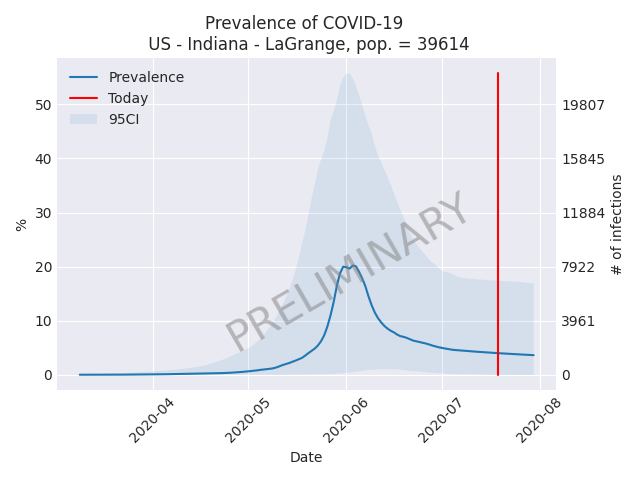 Prevalence of COVID-19
US - Indiana - LaGrange, pop. = 39614
Prevalence
Today
95CI
50
40
30
20
10
0
%
19807
15845
11884
7922
3961
0
# of infections
PRELIMINARY
2020-04
2020-05
2020-06
2020-07
2020-08
Date